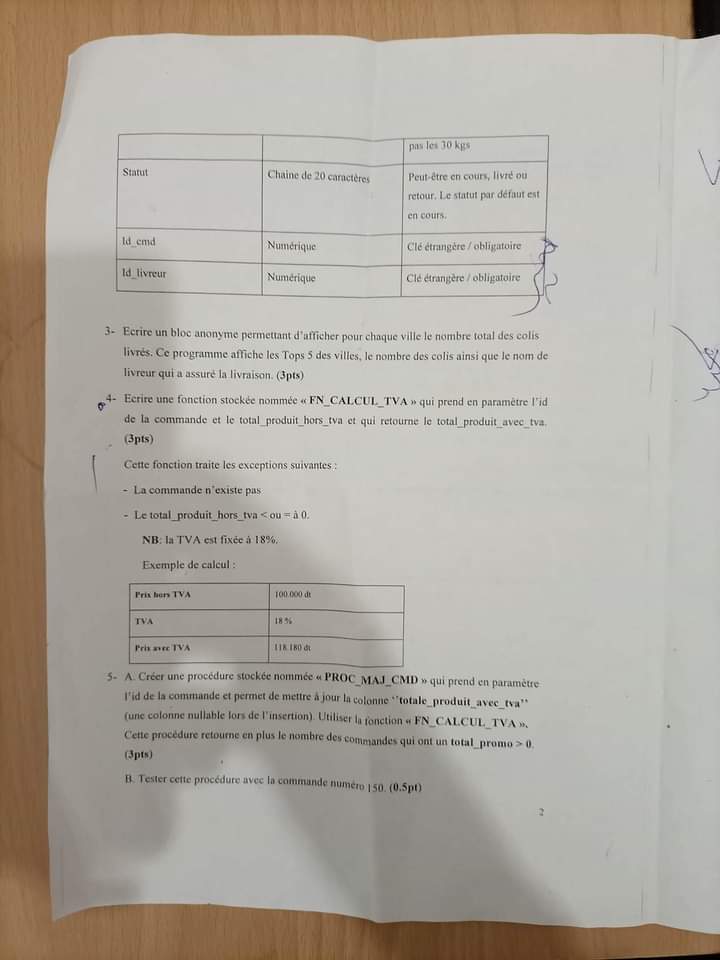 pas les 30 kgs
Statut
Chaine de 20 caractères
Peut-être en cours, livré ou
retour. Le statut par défaut est
en cours.
Id_cmd
Numérique
Clé étrangère / obligatoire
Id_livreur
Numérique
Clé étrangère / obligatoire
3- Ecrire un bloc anonyme permettant d'afficher pour chaque ville le nombre total des colis
livrés. Ce programme affiche les Tops 5 des villes, le nombre des colis ainsi que le nom de
livreur qui a assuré la livraison. (3pts)
4- Ecrire une fonction stockée nommée « FN_CALCUL_TVA » qui prend en paramètre l'id
de la commande et le total_produit_hors_tva et qui retourne le total_produit_avec_tva.
(3pts)
Cette fonction traite les exceptions suivantes :
- La commande n'existe pas
- Le total_produit_hors_tva < ou = à 0.
NB: la TVA est fixée à 18%.
Exemple de calcul :
Prix hors TVA
100.000 dt
TVA
18 %
Prix avec TVA
118.180 dt
5- A. Créer une procédure stockée nommée « PROC_MAJ_CMD » qui prend en paramètre
l'id de la commande et permet de mettre à jour la colonne ''totale_produit_avec_tva''
(une colonne nullable lors de l'insertion). Utiliser la fonction « FN_CALCUL_TVA ».
Cette procédure retourne en plus le nombre des commandes qui ont un total_promo > 0.
(3pts)
B. Tester cette procédure avec la commande numéro 150. (0.5pt)
2